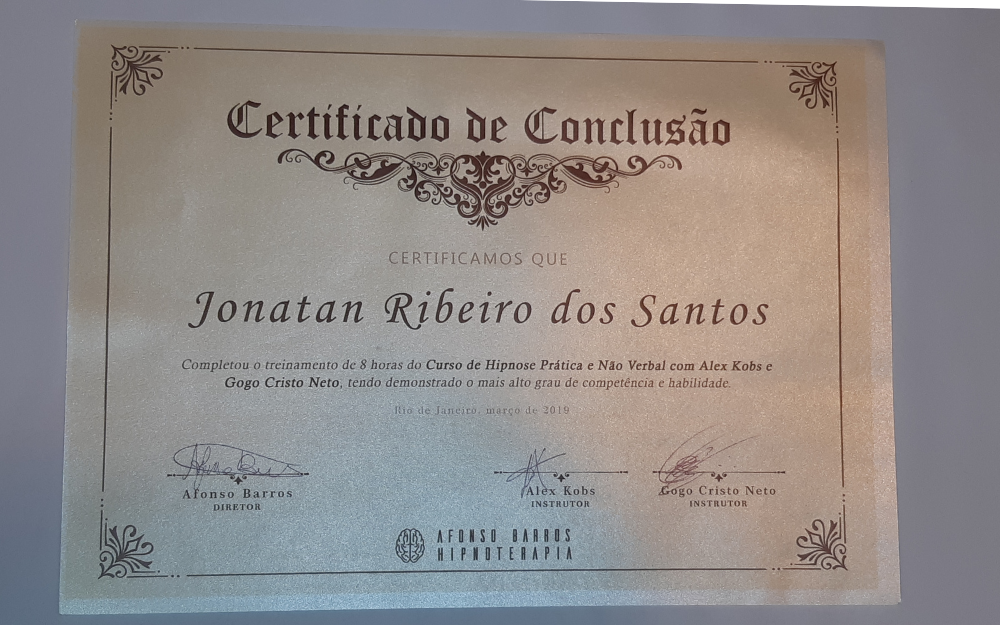 Certificado de Conclusão
CERTIFICAMOS QUE
Jonatan Ribeiro dos Santos
Completou o treinamento de 8 horas do Curso de Hipnose Prática e Não Verbal com Alex Kobs e
Gogo Cristo Neto, tendo demonstrado o mais alto grau de competência e habilidade.
Rio de Janeiro, março de 2019
Afonso Barros
DIRETOR
Alex Kobs
INSTRUTOR
Gogo Cristo Neto
INSTRUTOR
AFONSO BARROS
HIPNOTERAPIA